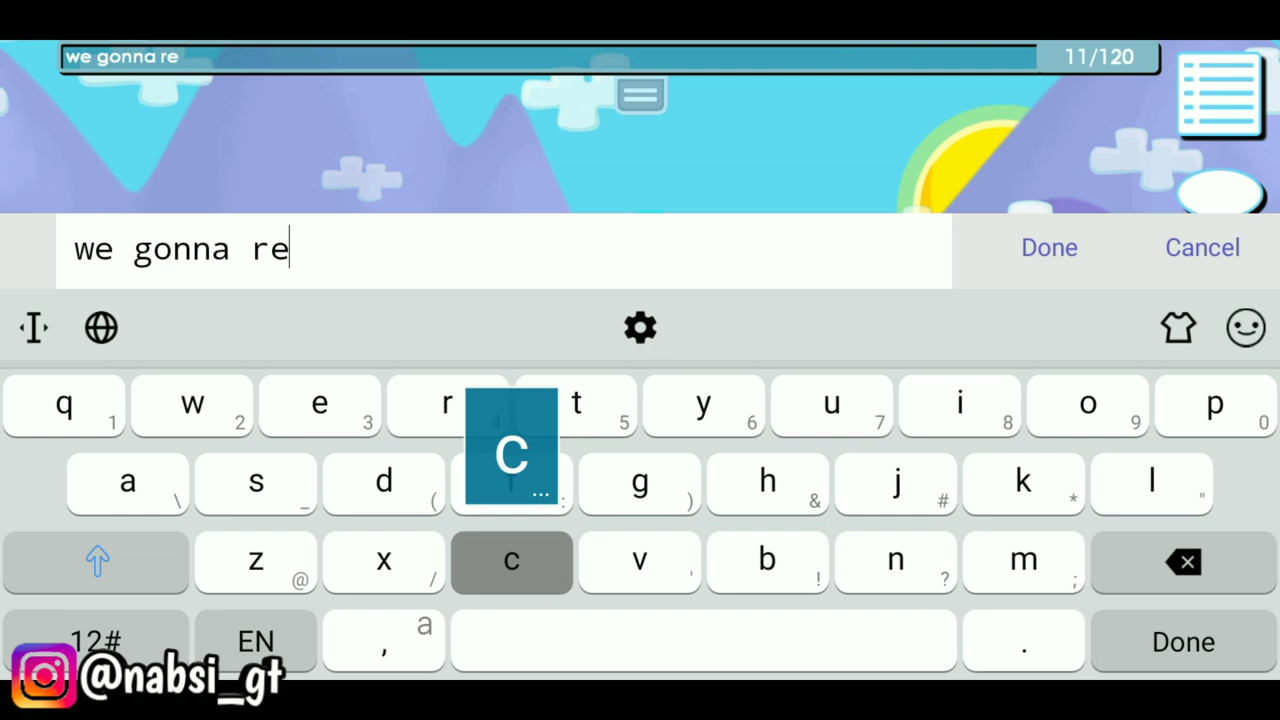 we gonna re 11/120
we gonna re Done Cancel
q 1 w 2 e 3 r 4 t 5 y 6 u 7 i 8 o 9 p 0
c ...
a \ s _ d ( : g ) h & j # k * l "
z @ x / c v ' b ! n ? m ;
12# EN , a . Done
@nabsi_gt